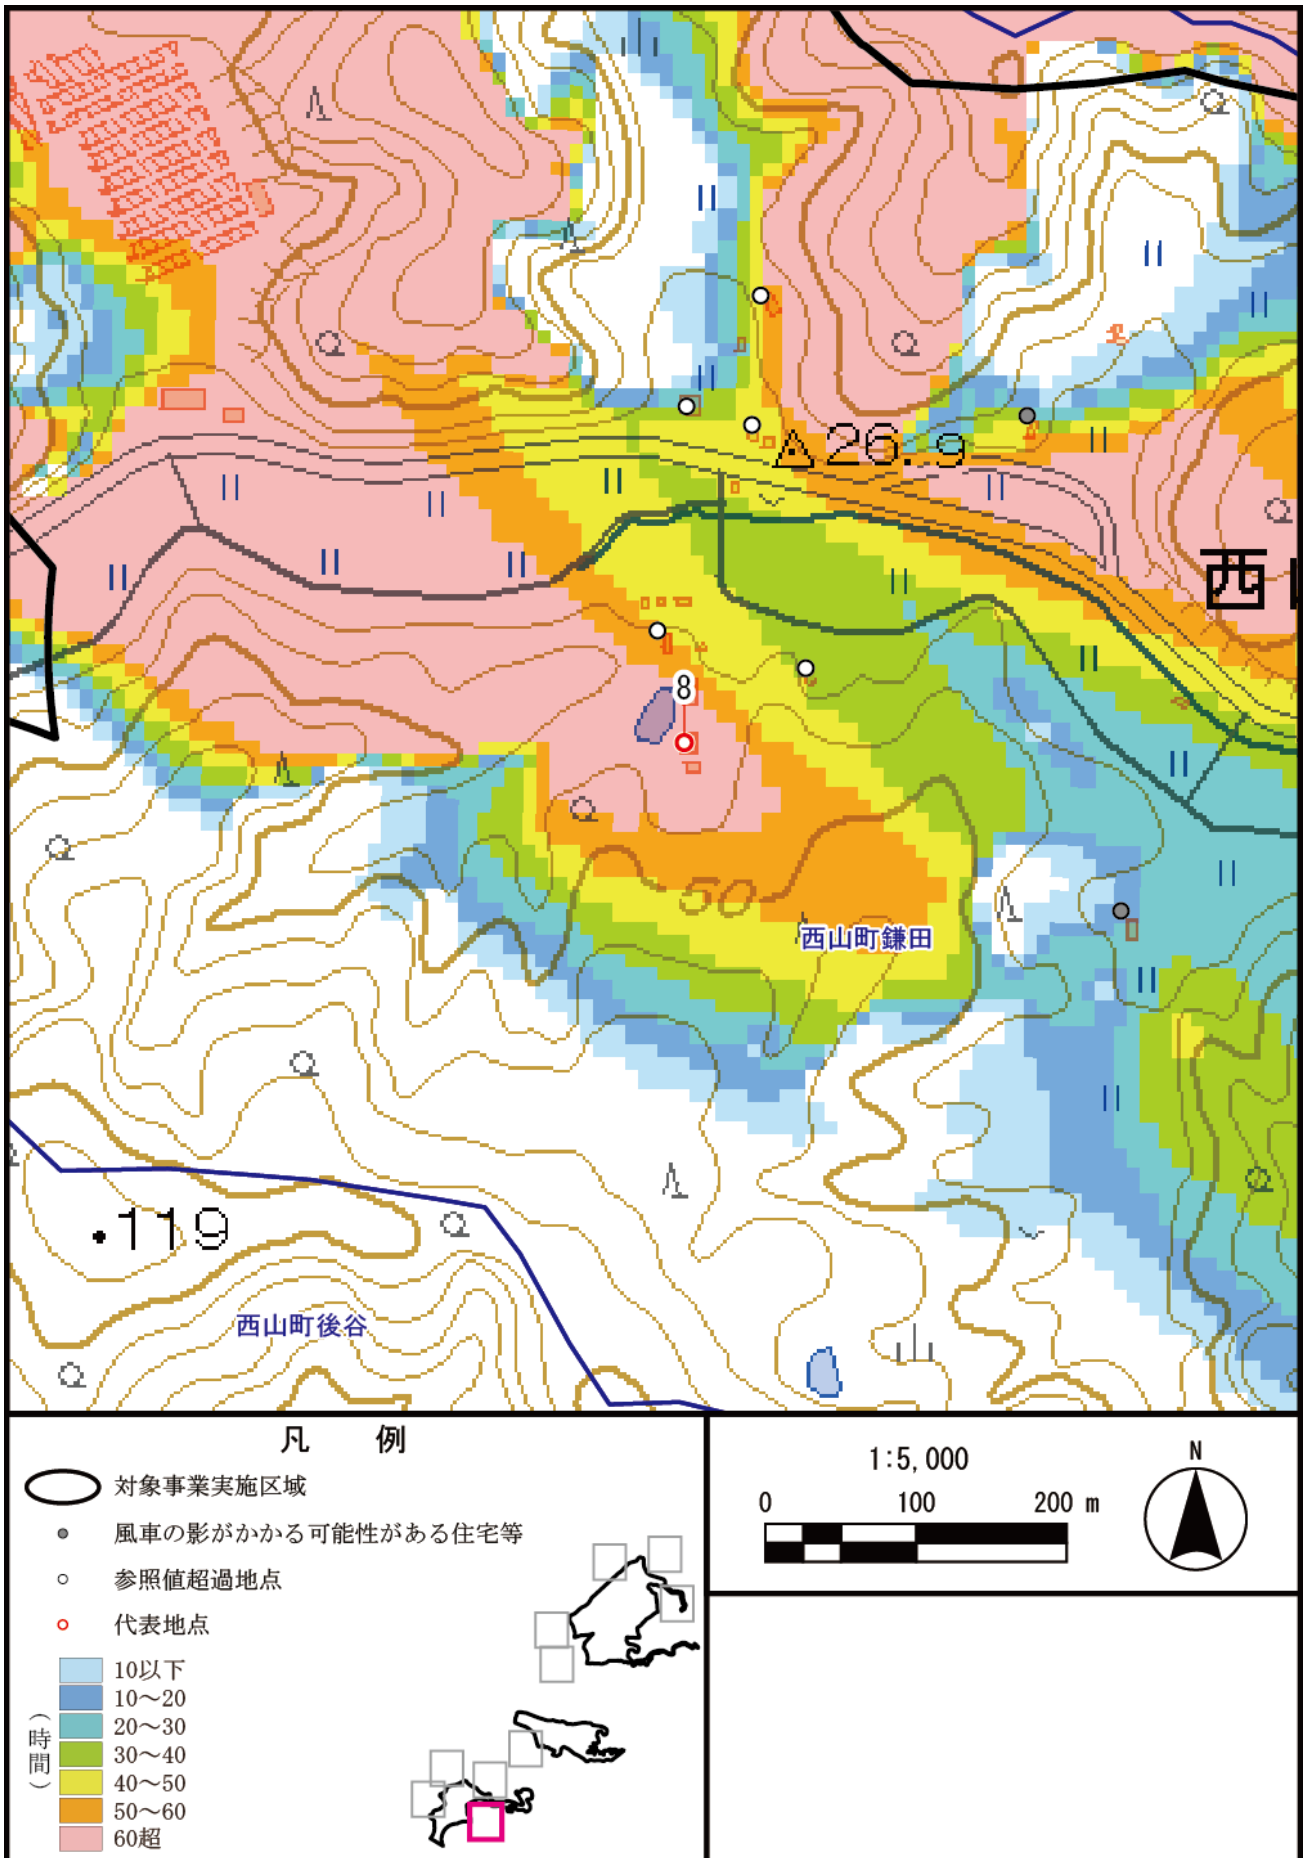 26.9
西
8
50
西山町鎌田
119
西山町後谷
凡 例
対象事業実施区域
風車の影がかかる可能性がある住宅等
参照値超過地点
代表地点
(時間)
10以下
10~20
20~30
30~40
40~50
50~60
60超
1:5,000
0 100 200 m
N